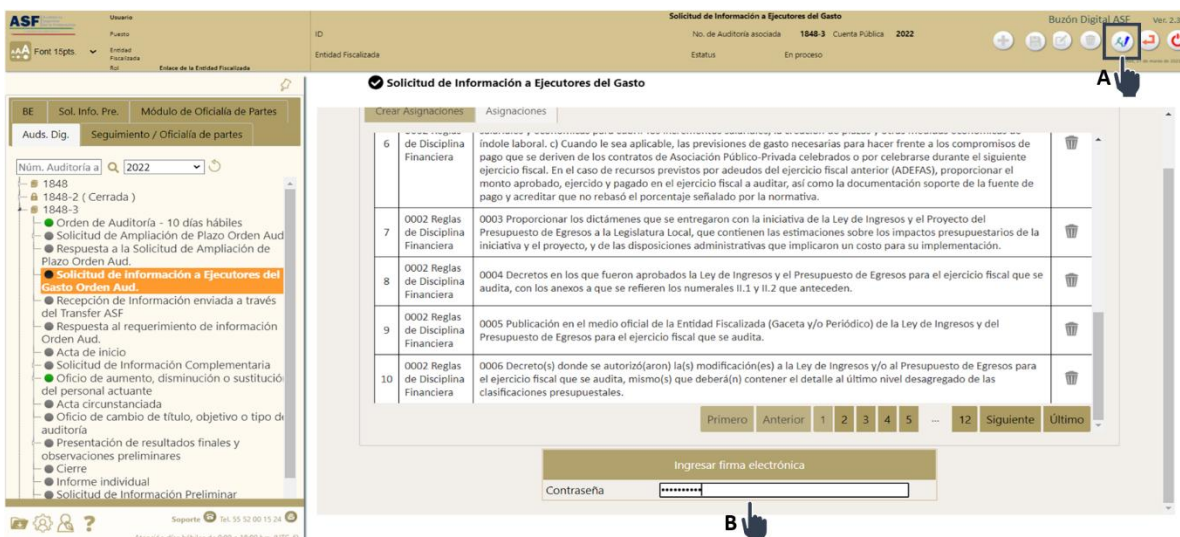 ASF
Usuario
Puesto
Entidad
Fiscalizada
Rol Enlace de la Entidad Fiscalizada
Font 15pts
ID
Entidad Fiscalizada
Solicitud de Información a Ejecutores del Gasto
No. de Auditoría asociada 1848-3 Cuenta Pública 2022
Estatus En proceso
Buzón Digital ASF Ver. 2.3
A
BE Sol. Info. Pre. Módulo de Oficialía de Partes
Auds. Dig. Seguimiento / Oficialía de partes
Núm. Auditoría a 2022
1848
1848-2 ( Cerrada )
1848-3
Orden de Auditoría - 10 días hábiles
Solicitud de Ampliación de Plazo Orden Aud
Respuesta a la Solicitud de Ampliación de
Plazo Orden Aud.
Solicitud de información a Ejecutores del
Gasto Orden Aud.
Recepción de Información enviada a través
del Transfer ASF
Respuesta al requerimiento de información
Orden Aud.
Acta de inicio
Solicitud de Información Complementaria
Oficio de aumento, disminución o sustitució
del personal actuante
Acta circunstanciada
Oficio de cambio de título, objetivo o tipo de
auditoría
Presentación de resultados finales y
observaciones preliminares
Cierre
Informe individual
Solicitud de Información Preliminar
Soporte Tel. 55 52 00 15 24
Solicitud de Información a Ejecutores del Gasto
Crear Asignaciones Asignaciones
6 0002 Reglas de Disciplina Financiera
salariales y económicas para cubrir los incrementos salariales, la creación de plazas y otras medidas económicas de
índole laboral. c) Cuando le sea aplicable, las previsiones de gasto necesarias para hacer frente a los compromisos de
pago que se deriven de los contratos de Asociación Público-Privada celebrados o por celebrarse durante el siguiente
ejercicio fiscal. En el caso de recursos previstos por adeudos del ejercicio fiscal anterior (ADEFAS), proporcionar el
monto aprobado, ejercido y pagado en el ejercicio fiscal a auditar, así como la documentación soporte de la fuente de
pago y acreditar que no rebasó el porcentaje señalado por la normativa.
7 0002 Reglas de Disciplina Financiera
0003 Proporcionar los dictámenes que se entregaron con la iniciativa de la Ley de Ingresos y el Proyecto del
Presupuesto de Egresos a la Legislatura Local, que contienen las estimaciones sobre los impactos presupuestarios de la
iniciativa y el proyecto, y de las disposiciones administrativas que implicaron un costo para su implementación.
8 0002 Reglas de Disciplina Financiera
0004 Decretos en los que fueron aprobados la Ley de Ingresos y el Presupuesto de Egresos para el ejercicio fiscal que se
audita, con los anexos a que se refieren los numerales II.1 y II.2 que anteceden.
9 0002 Reglas de Disciplina Financiera
0005 Publicación en el medio oficial de la Entidad Fiscalizada (Gaceta y/o Periódico) de la Ley de Ingresos y del
Presupuesto de Egresos para el ejercicio fiscal que se audita.
10 0002 Reglas de Disciplina Financiera
0006 Decreto(s) donde se autorizó(aron) la(s) modificación(es) a la Ley de Ingresos y/o al Presupuesto de Egresos para
el ejercicio fiscal que se audita, mismo(s) que deberá(n) contener el detalle al último nivel desagregado de las
clasificaciones presupuestales.
Primero Anterior 1 2 3 4 5 ... 12 Siguiente Último
Ingresar firma electrónica
Contraseña ••••••••••
B